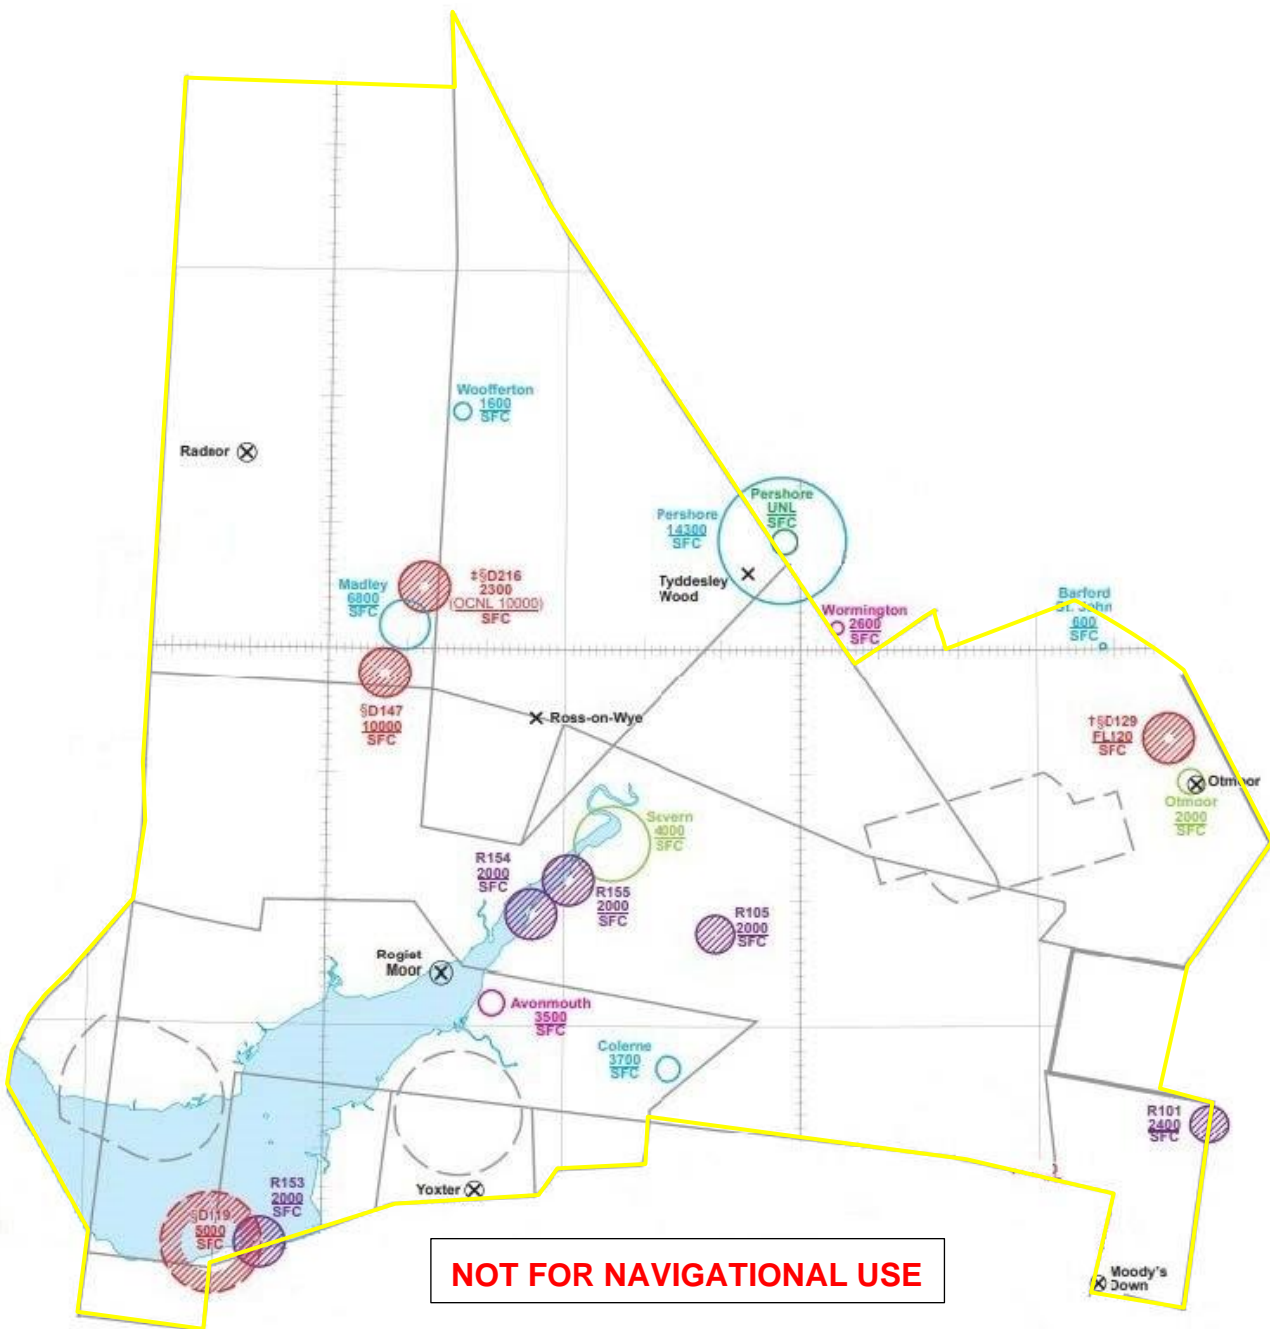 Woofferton
1600
SFC
Radnor
Pershore
UNL
SFC
Pershore
14300
SFC
Tyddesley
Wood
‡§D216
2300
(OCNL 10000)
SFC
Madley
6800
SFC
Wormington
2600
SFC
Barford
St. John
600
SFC
§D147
10000
SFC
Ross-on-Wye
†§D129
FL120
SFC
Otmoor
Otmoor
2000
SFC
Severn
4000
SFC
R154
2000
SFC
R155
2000
SFC
R105
2000
SFC
Rogiet
Moor
Avonmouth
3500
SFC
Colerne
3700
SFC
R101
2400
SFC
R153
2000
SFC
§D119
5000
SFC
Yoxter
Moody's
Down
NOT FOR NAVIGATIONAL USE